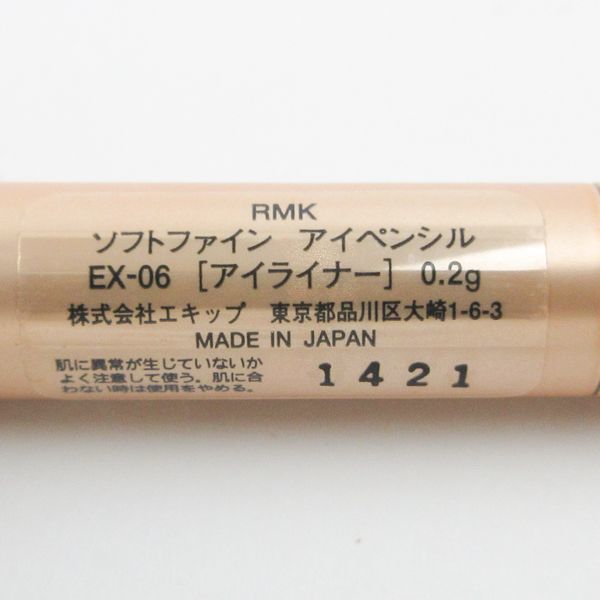 RMK
ソフトファイン　アイペンシル
EX-06 [アイライナー] 0.2g
株式会社エキップ　東京都品川区大崎1-6-3
MADE IN JAPAN
肌に異常が生じていないか
よく注意して使う。肌に合
わない時は使用をやめる。
1421